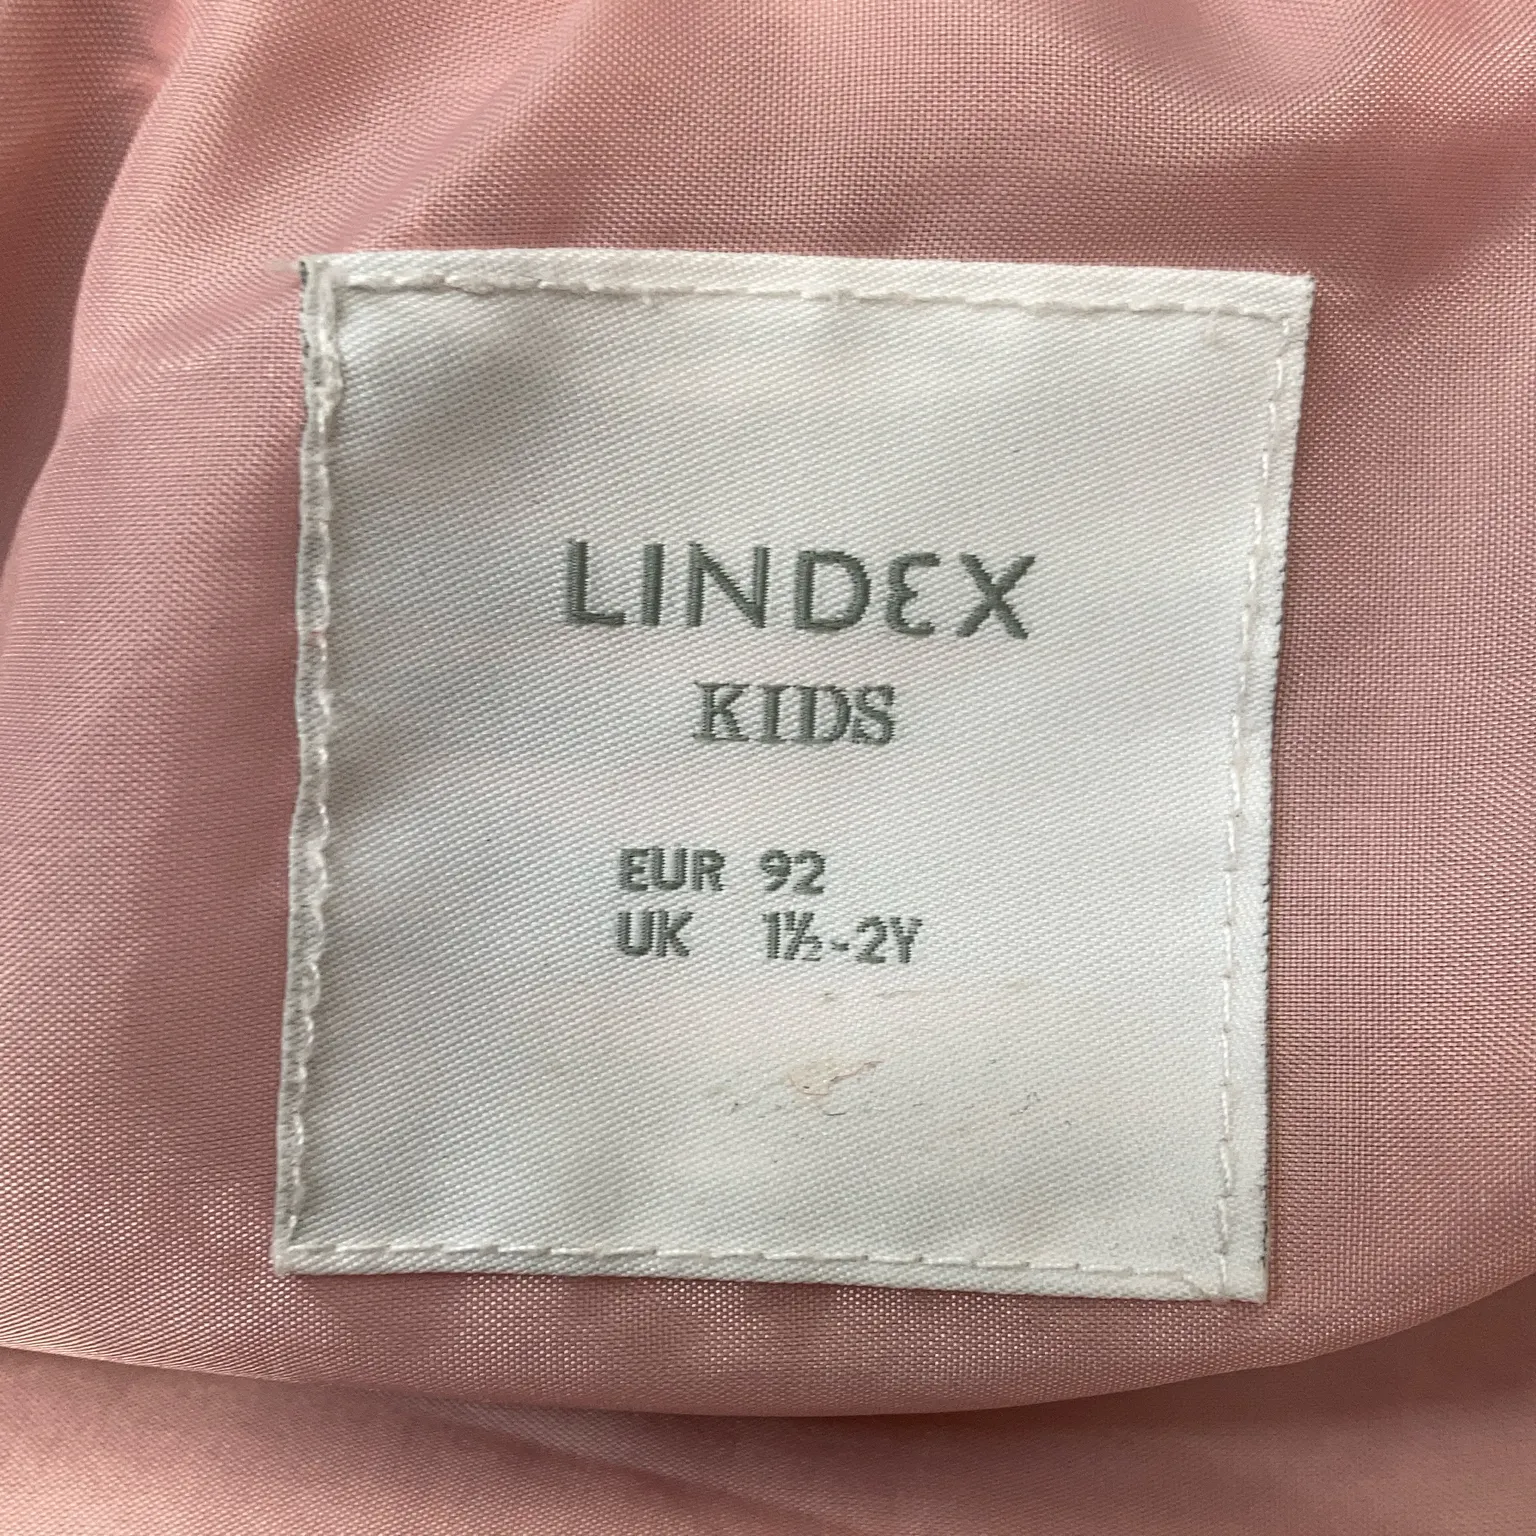 LINDEX
KIDS
EUR 92
UK 1½-2Y